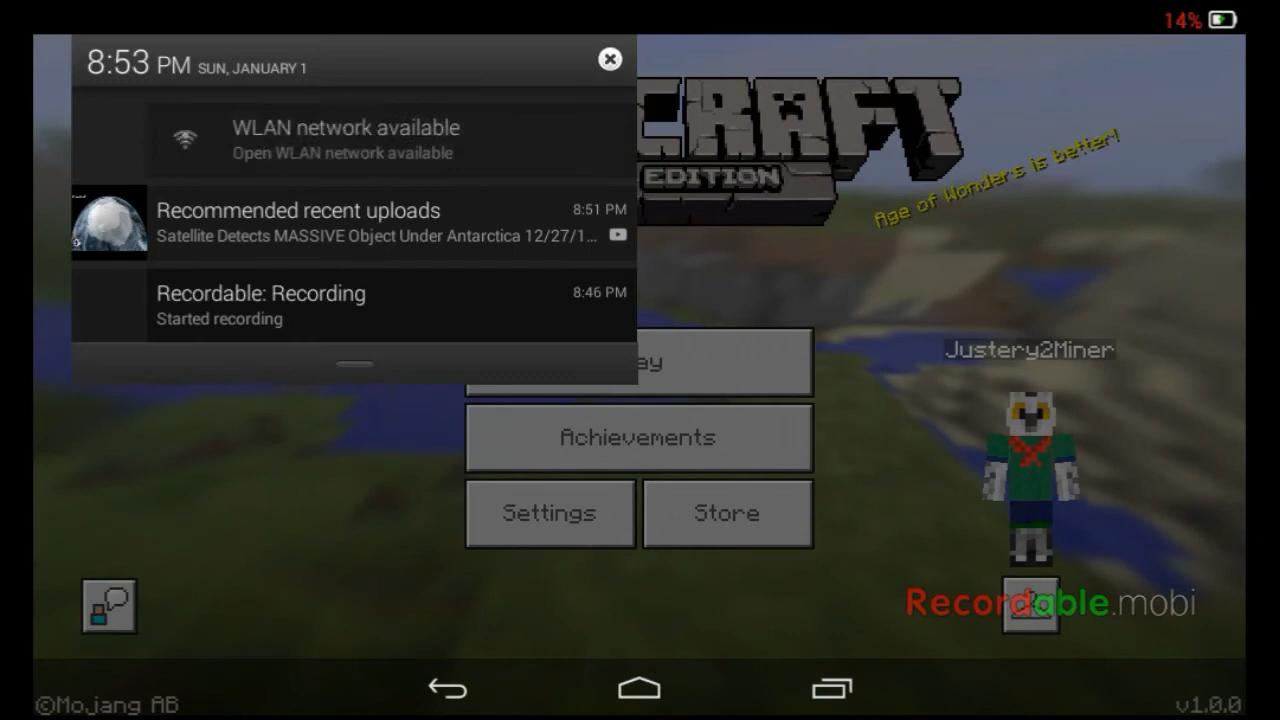 14%
8:53 PM SUN, JANUARY 1
WLAN network available
Open WLAN network available
Recommended recent uploads 8:51 PM
Satellite Detects MASSIVE Object Under Antarctica 12/27/1...
Recordable: Recording 8:46 PM
Started recording
CRAFT
EDITION
Age of Wonders is better!
ay
Achievements
Settings Store
Justery2Miner
Recordable.mobi
©Mojang AB v1.0.0